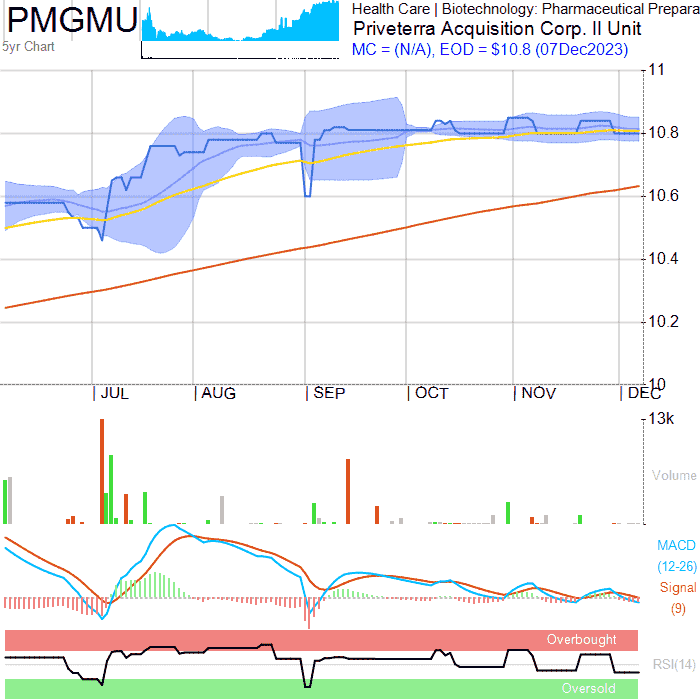 PMGMU
5yr Chart
Health Care | Biotechnology: Pharmaceutical Prepara
Priveterra Acquisition Corp. II Unit
MC = (N/A), EOD = $10.8 (07Dec2023)
11
10.8
10.6
10.4
10.2
10
JUL AUG SEP OCT NOV DEC
13k
Volume
MACD
(12-26)
Signal
(9)
Overbought
RSI(14)
Oversold